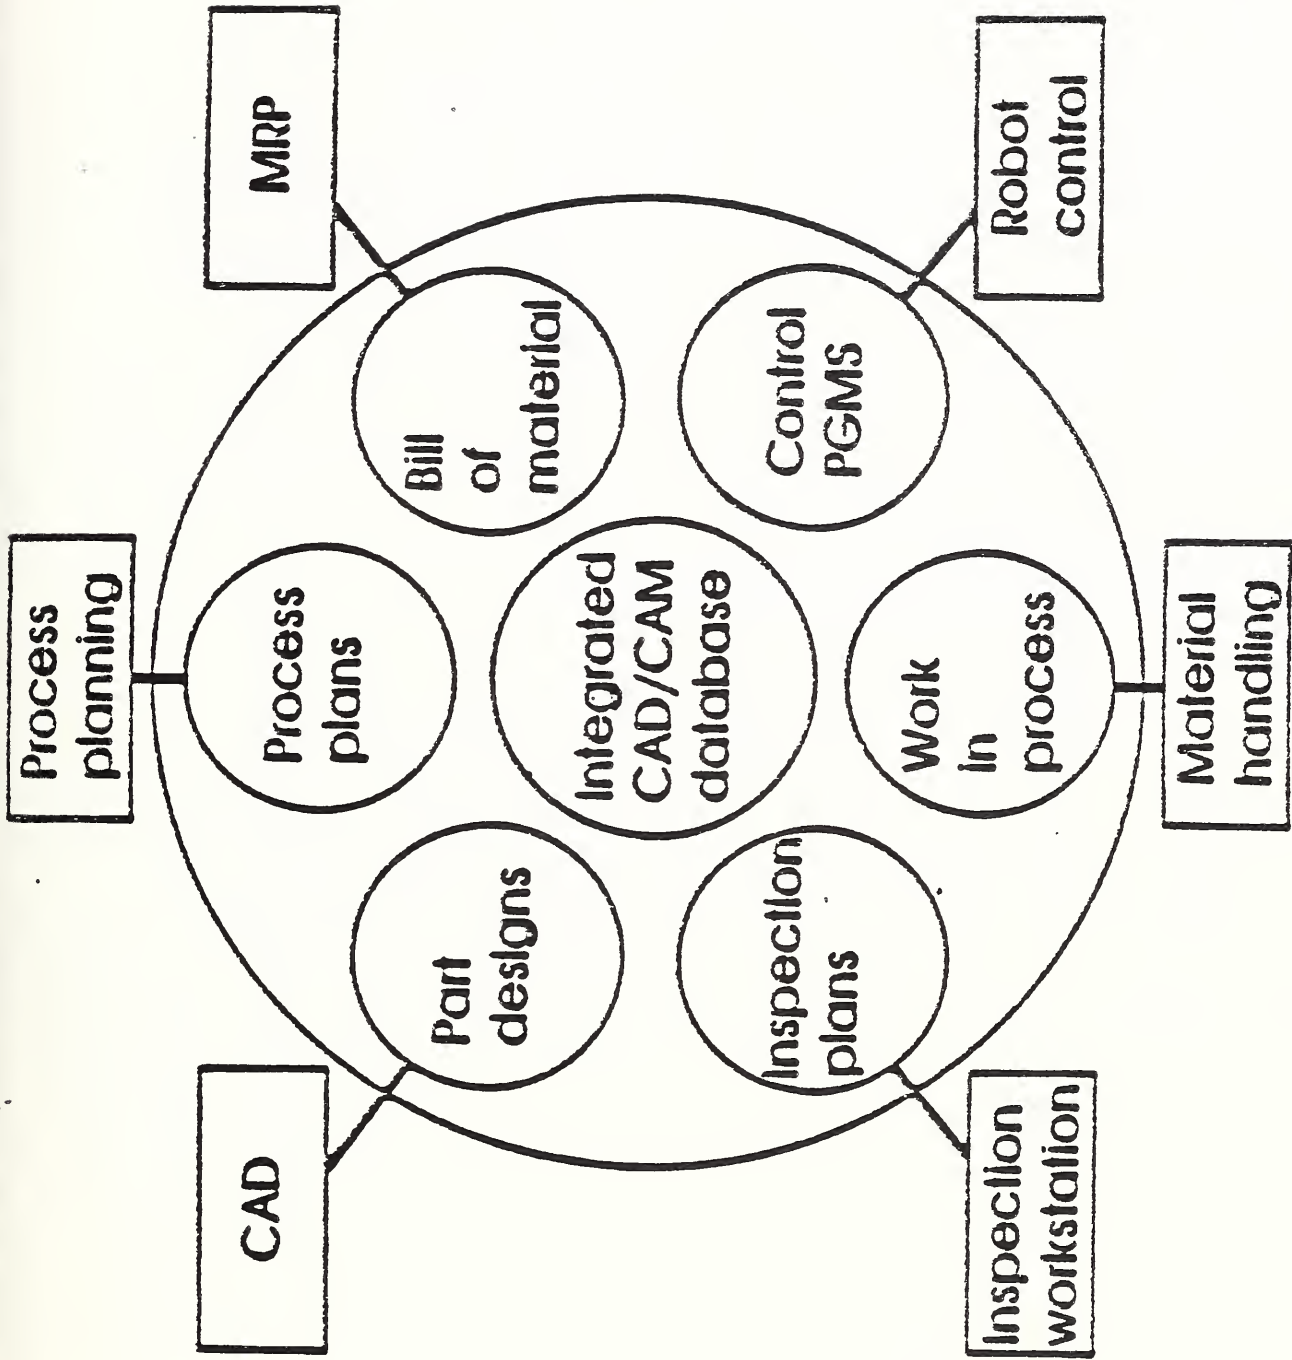 Process
planning
CAD
MRP
Process
plans
Part
designs
Bill
of
material
Integrated
CAD/CAM
database
Inspection
plans
Control
PGMS
Work
in
process
Inspection
workstation
Robot
control
Material
handling